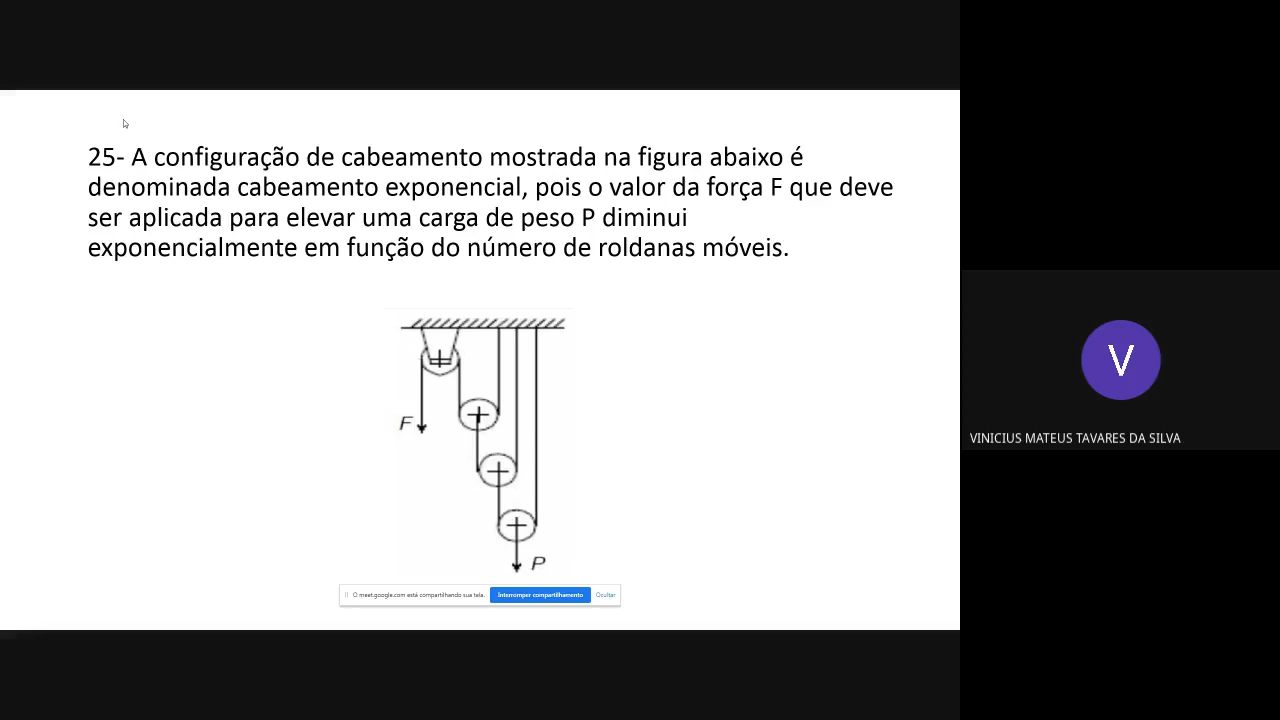 25- A configuração de cabeamento mostrada na figura abaixo é
denominada cabeamento exponencial, pois o valor da força F que deve
ser aplicada para elevar uma carga de peso P diminui
exponencialmente em função do número de roldanas móveis.
F
P
O meet.google.com está compartilhando sua tela. Interromper compartilhamento Ocultar
V
VINICIUS MATEUS TAVARES DA SILVA